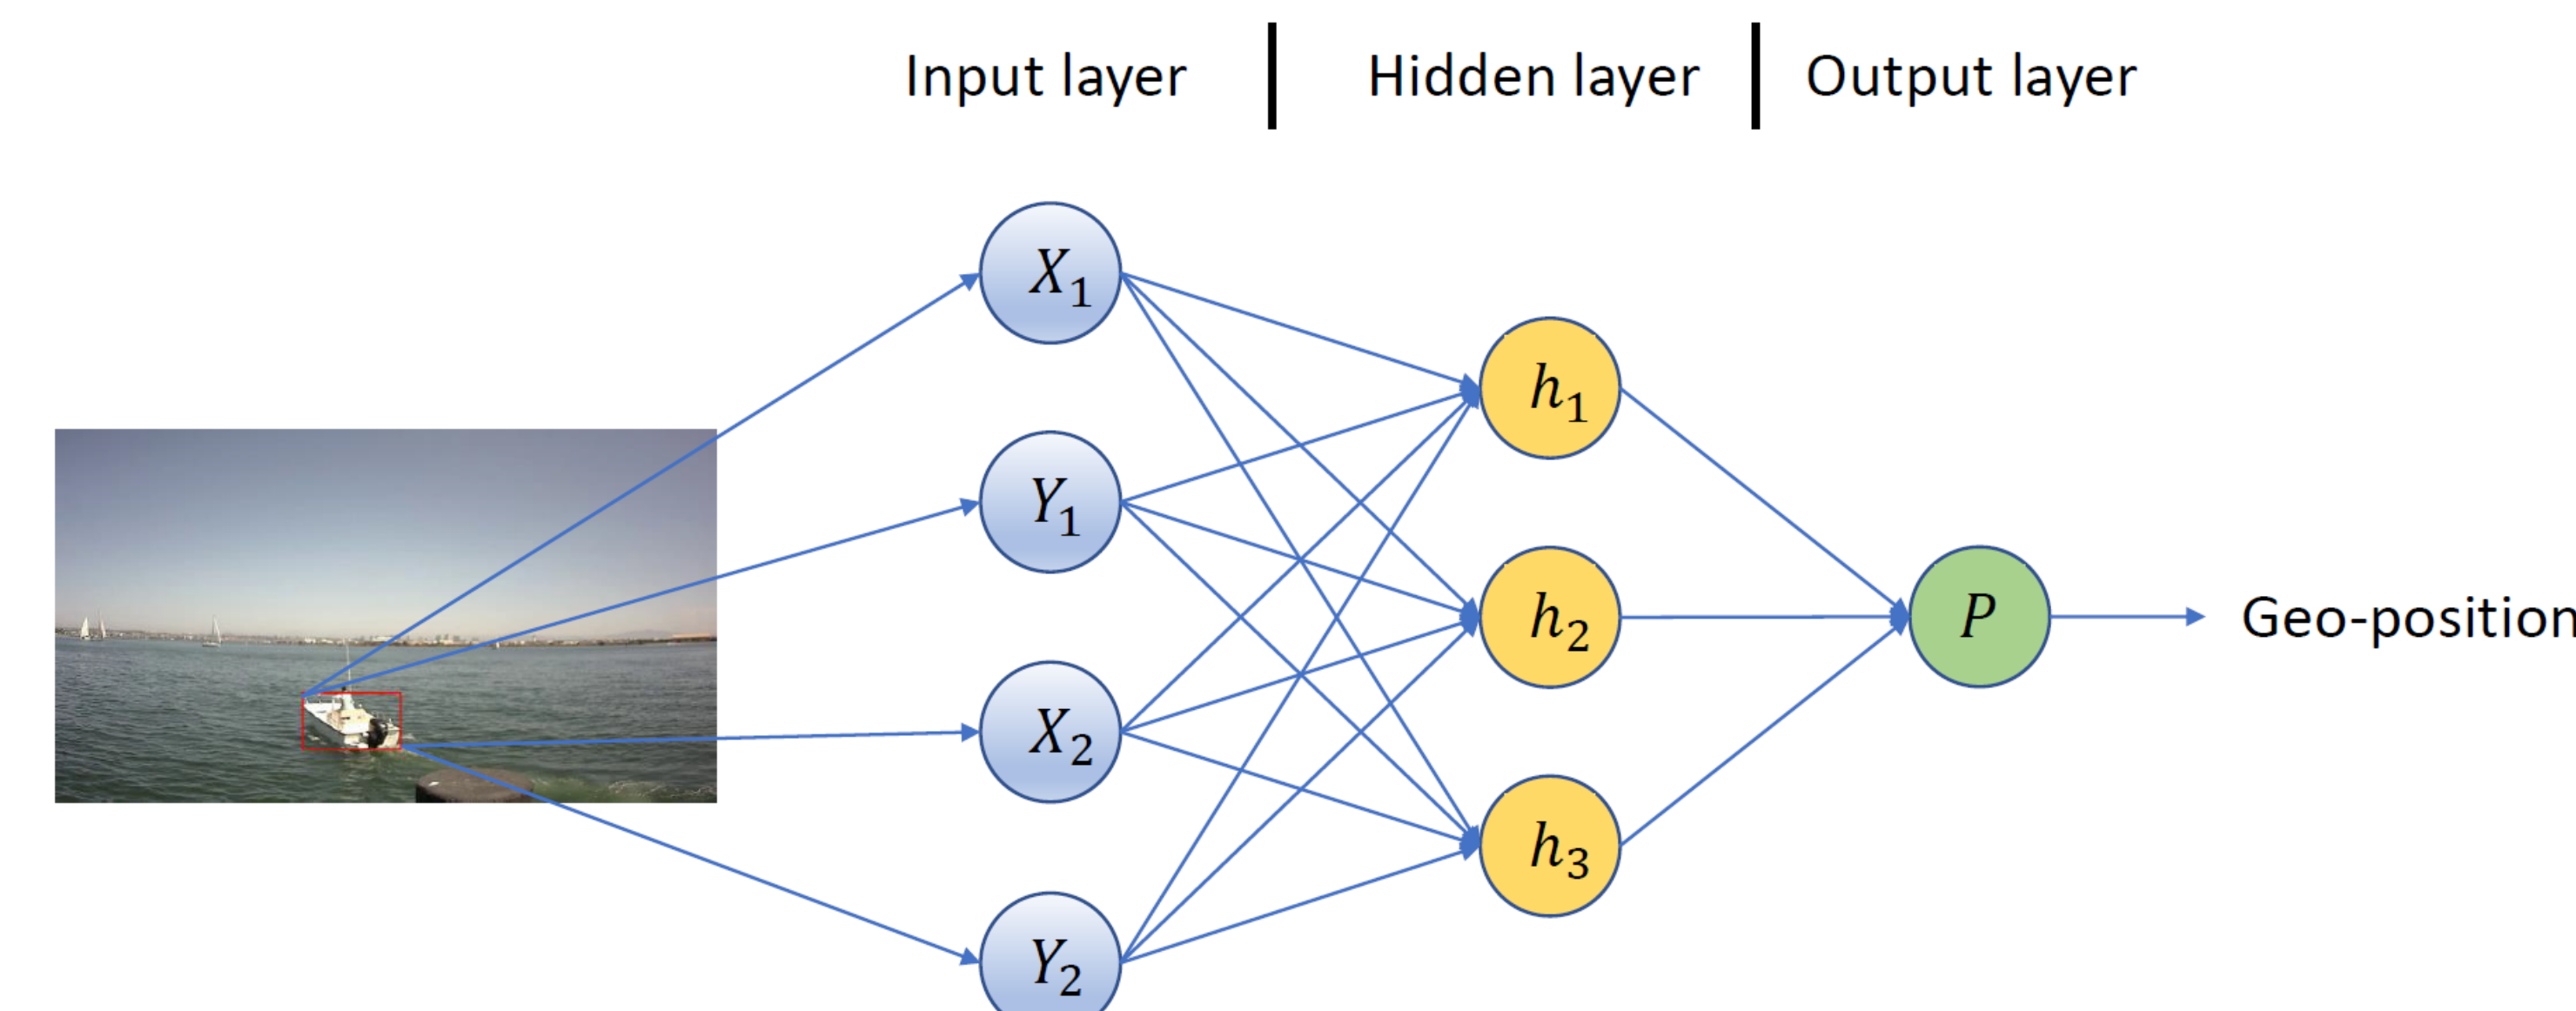 Input layer | Hidden layer | Output layer
X₁
Y₁
X₂
Y₂
h₁
h₂
h₃
P
Geo-position